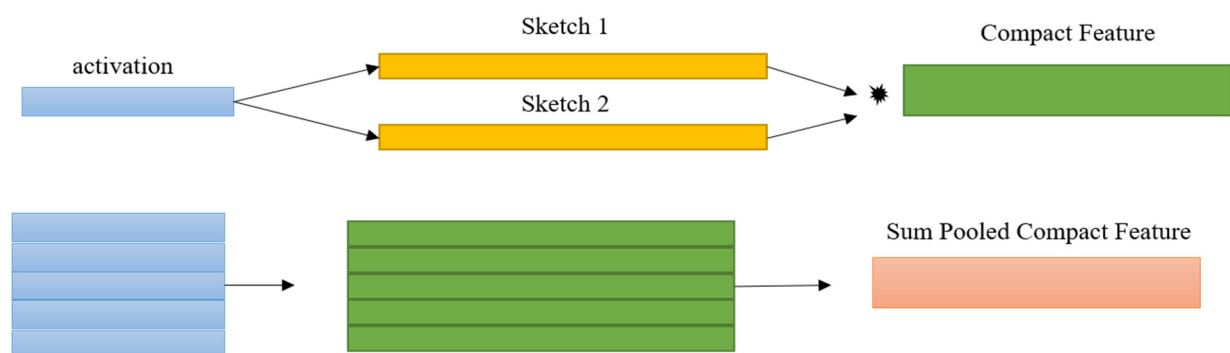 Sketch 1
Compact Feature
activation
Sketch 2
Sum Pooled Compact Feature